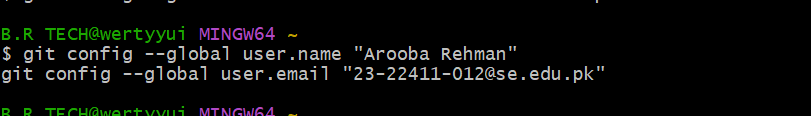 B.R TECH@wertyyui MINGW64 ~
$ git config --global user.name "Arooba Rehman"
git config --global user.email "23-22411-012@se.edu.pk"
B.R TECH@wertyyui MINGW64 ~